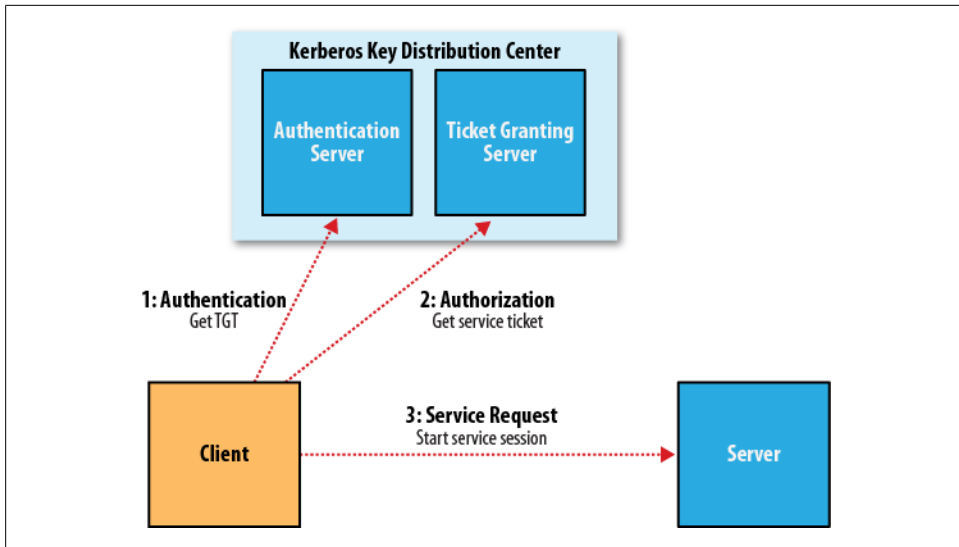 Kerberos Key Distribution Center
Authentication
Server
Ticket Granting
Server
1: Authentication
Get TGT
2: Authorization
Get service ticket
3: Service Request
Start service session
Client
Server